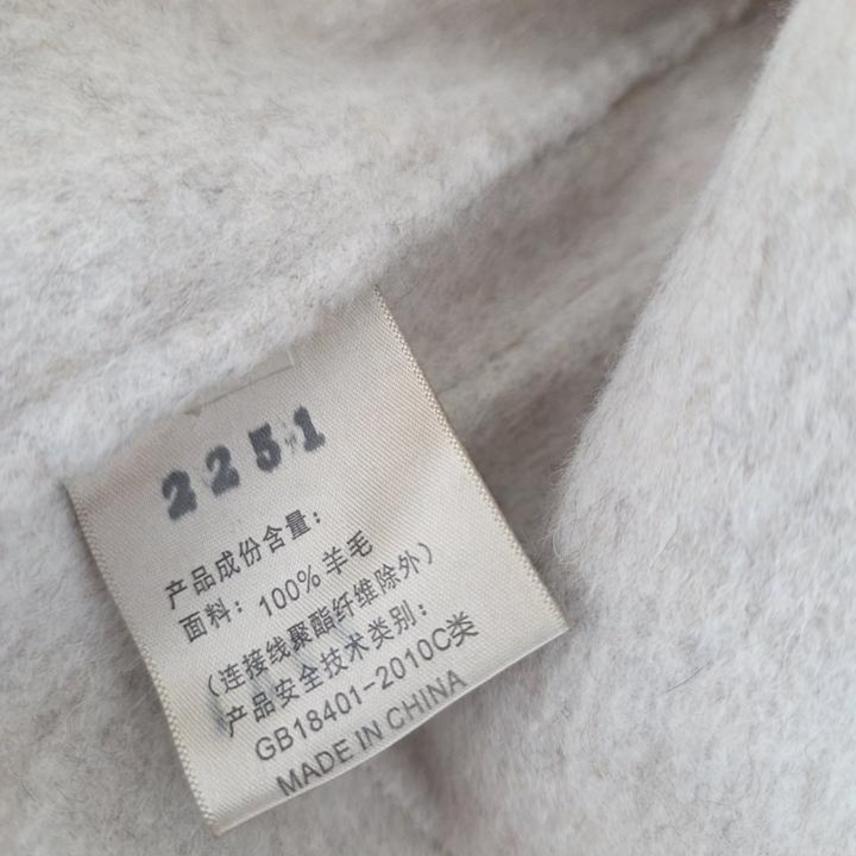 2251
产品成份含量:
面料: 100%羊毛
(连接线聚酯纤维除外)
产品安全技术类别:
GB18401-2010C类
MADE IN CHINA